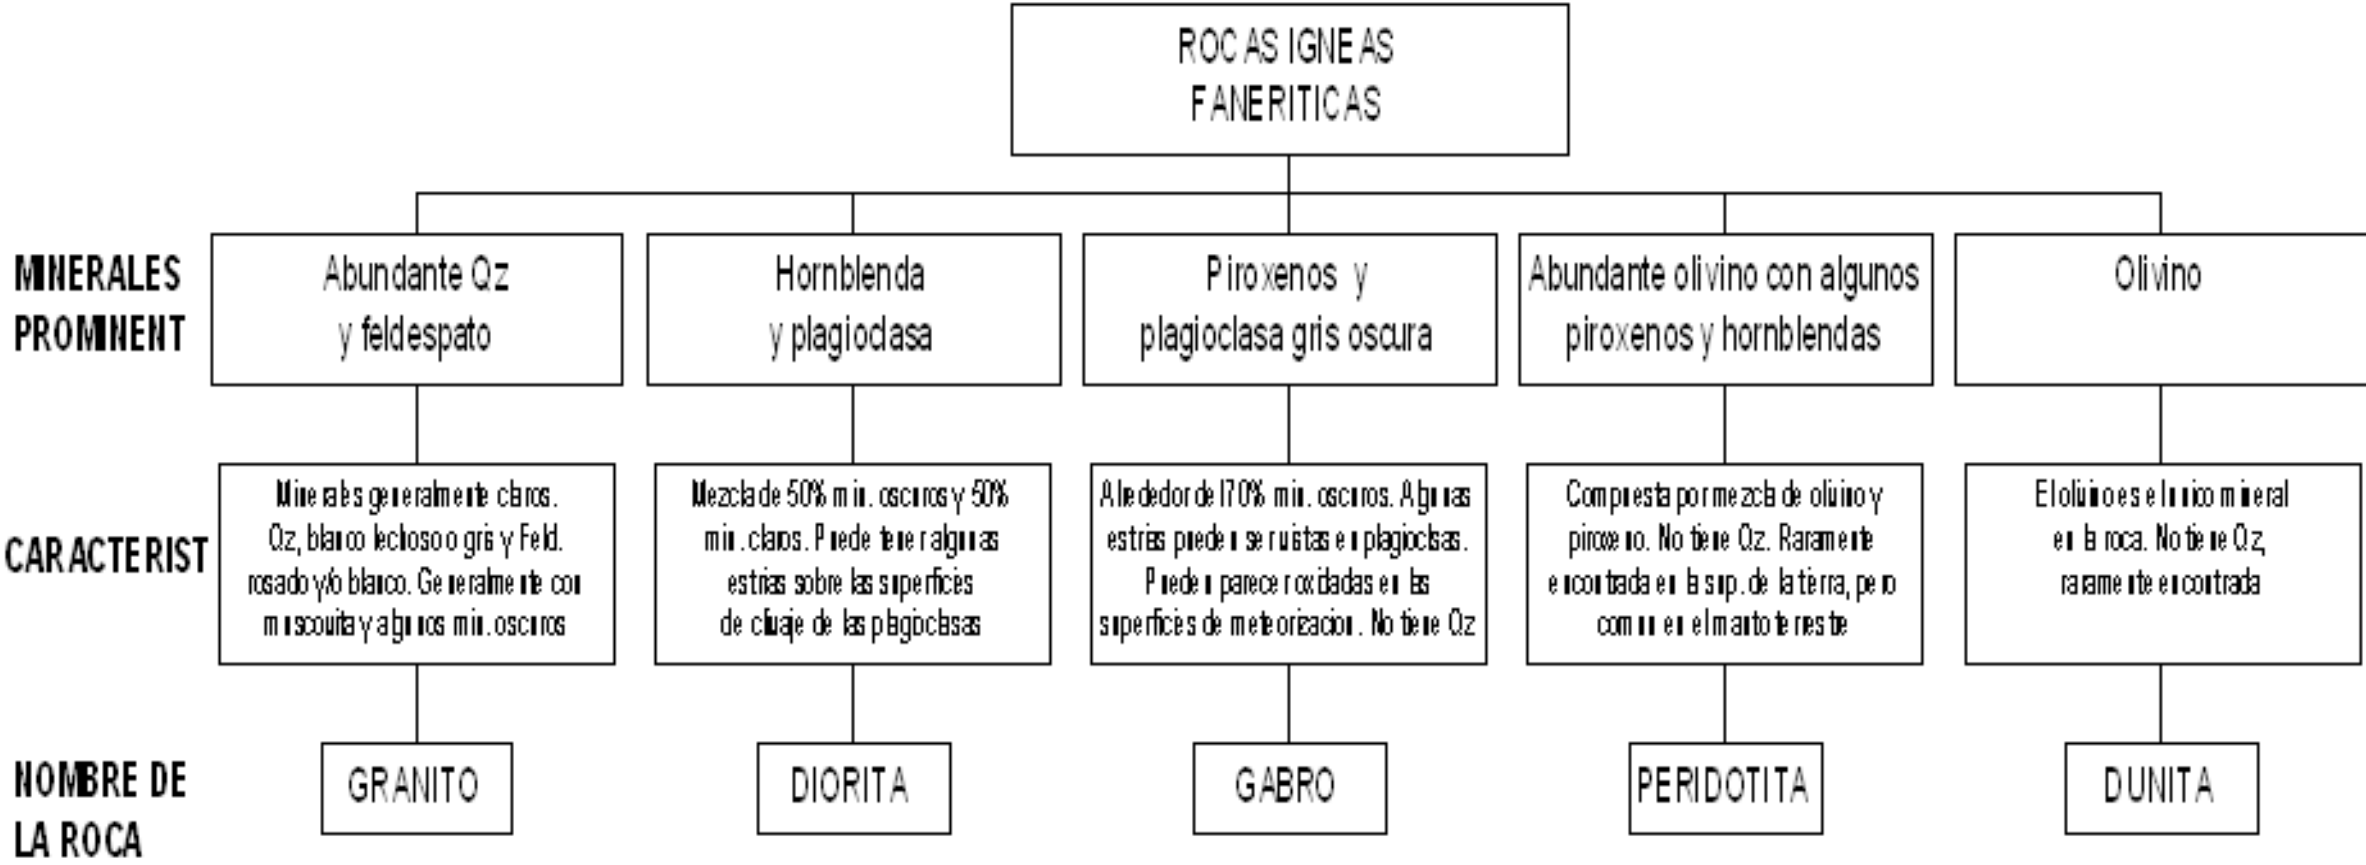 ROCAS IGNEAS
FANERITICAS
MINERALES
PROMINENT
Abundante Qz
y feldespato
Hornblenda
y plagioclasa
Piroxenos y
plagioclasa gris oscura
Abundante olivino con algunos
piroxenos y hornblendas
Olivino
CARACTERIST
Minerales generalmente claros.
Qz, blanco lechoso o gris y Feld.
rosado y/o blanco. Generalmente con
muscovita y algunos min. oscuros
Mezcla de 50% min. oscuros y 50%
min. claros. Puede tener algunas
estrias sobre las superficies
de clivaje de las plagioclasas
Alrededor del 70% min. oscuros. Algunas
estrias pueden ser vistas en plagioclsas.
Pueden parecer oxidadas en las
superficies de meteorizacion. No tiene Qz
Compuesta por mezcla de olivino y
piroxeno. No tiene Qz. Raramente
encontrada en la sup. de la tierra, pero
comun en el manto terrestre
El olivino es el unico mineral
en la roca. No tiene Qz,
raramente encontrada
NOMBRE DE
LA ROCA
GRANITO
DIORITA
GABRO
PERIDOTITA
DUNITA